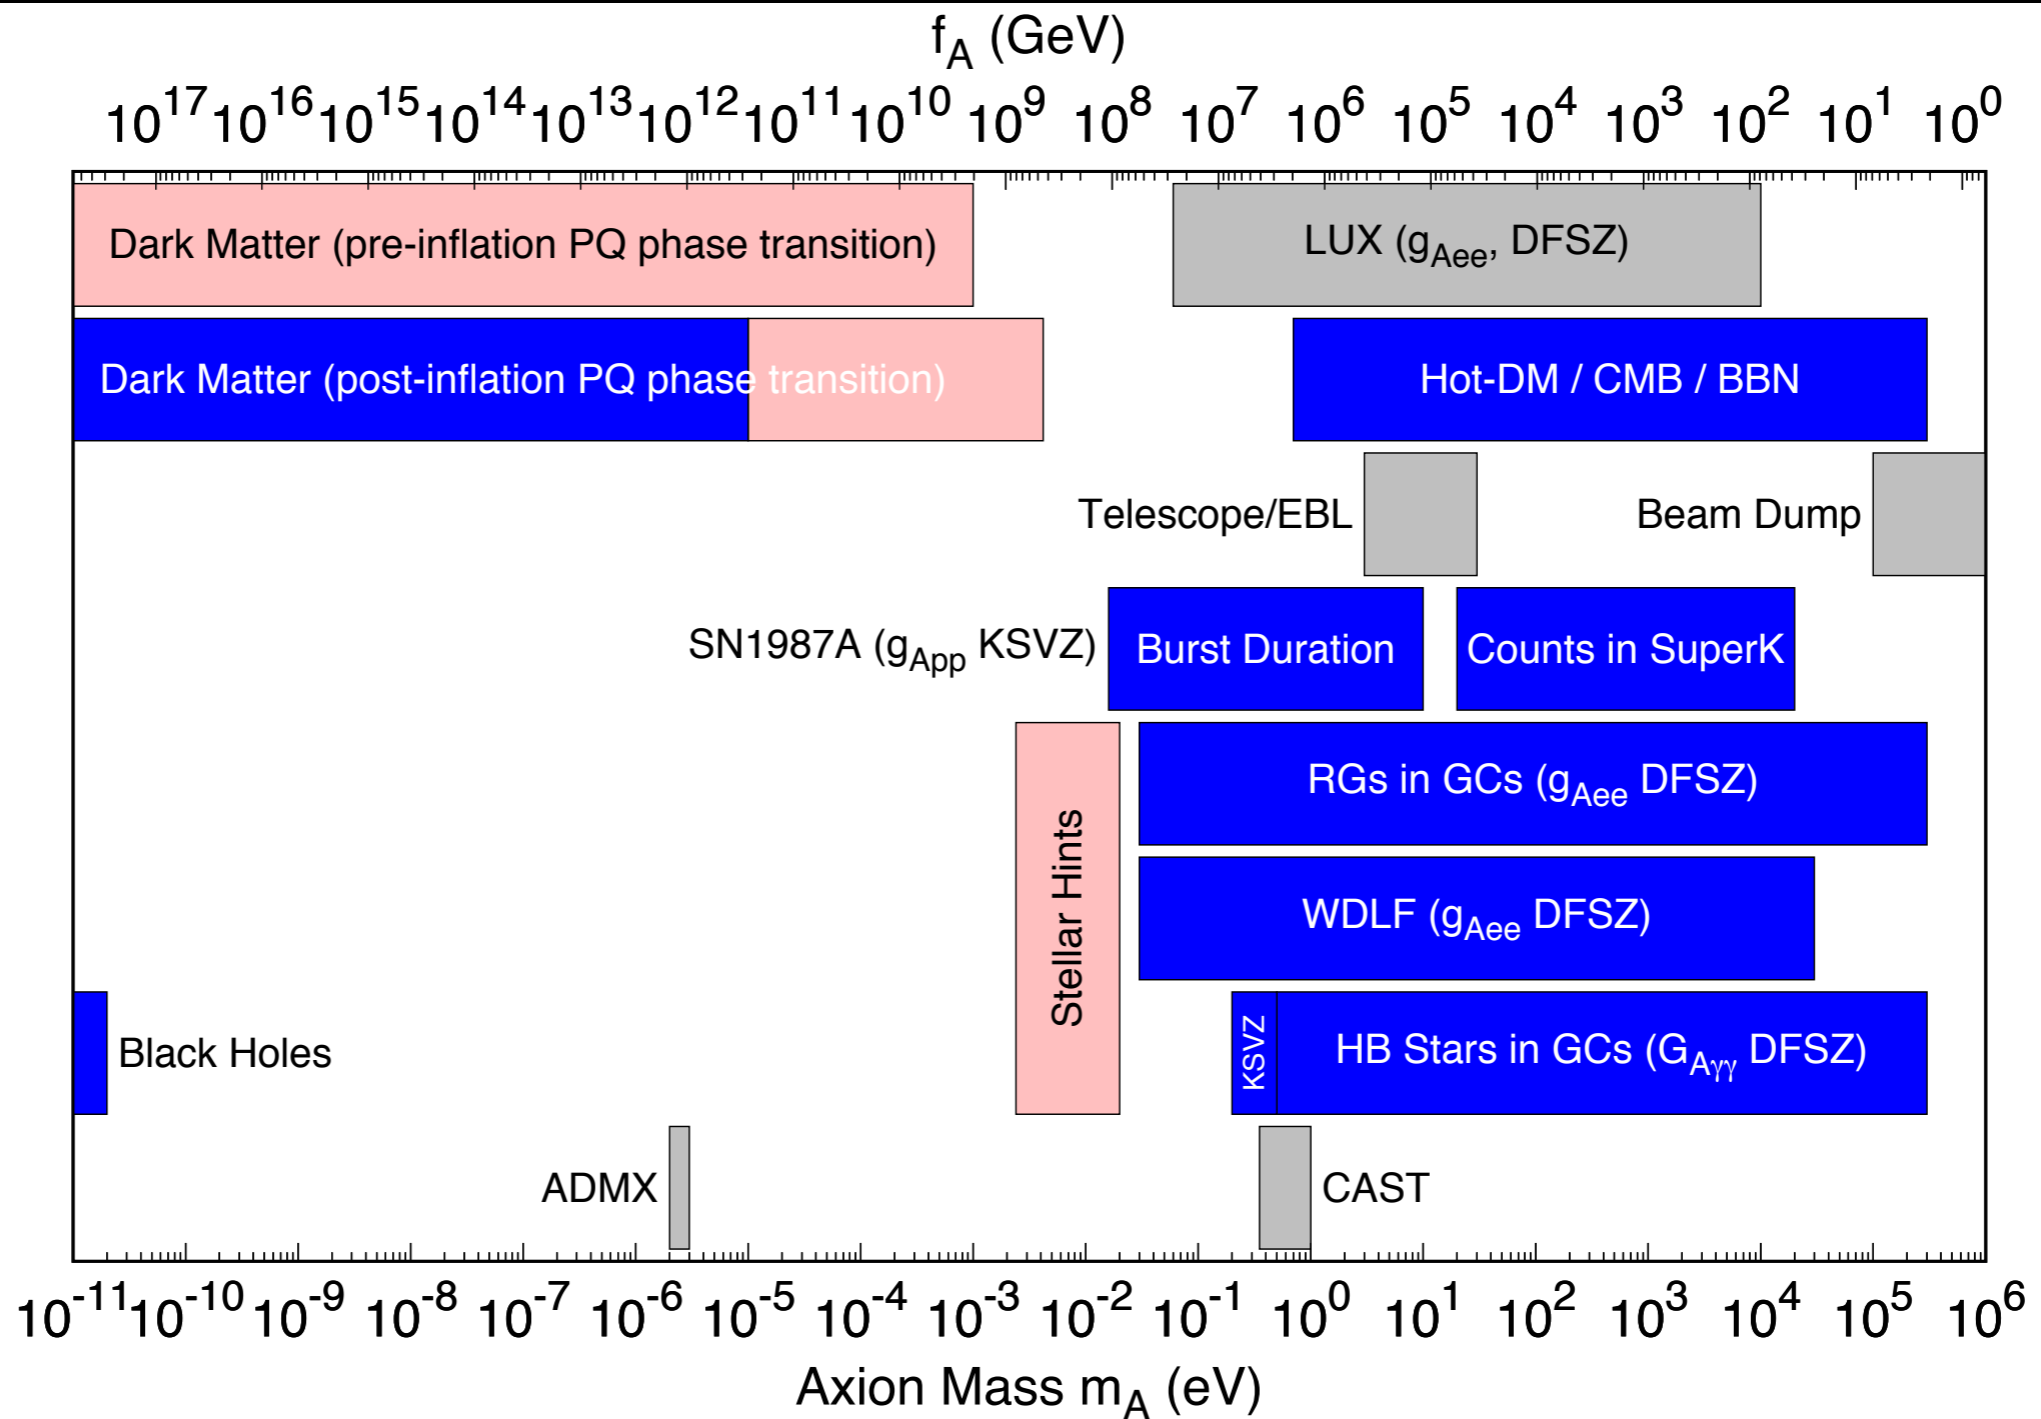 f_A (GeV)
10^17 10^16 10^15 10^14 10^13 10^12 10^11 10^10 10^9 10^8 10^7 10^6 10^5 10^4 10^3 10^2 10^1 10^0
Dark Matter (pre-inflation PQ phase transition)
LUX (g_Aee, DFSZ)
Dark Matter (post-inflation PQ phase transition)
Hot-DM / CMB / BBN
Telescope/EBL
Beam Dump
SN1987A (g_App KSVZ)
Burst Duration
Counts in SuperK
Stellar Hints
RGs in GCs (g_Aee DFSZ)
WDLF (g_Aee DFSZ)
Black Holes
KSVZ
HB Stars in GCs (G_Aγγ DFSZ)
ADMX
CAST
10^-11 10^-10 10^-9 10^-8 10^-7 10^-6 10^-5 10^-4 10^-3 10^-2 10^-1 10^0 10^1 10^2 10^3 10^4 10^5 10^6
Axion Mass m_A (eV)